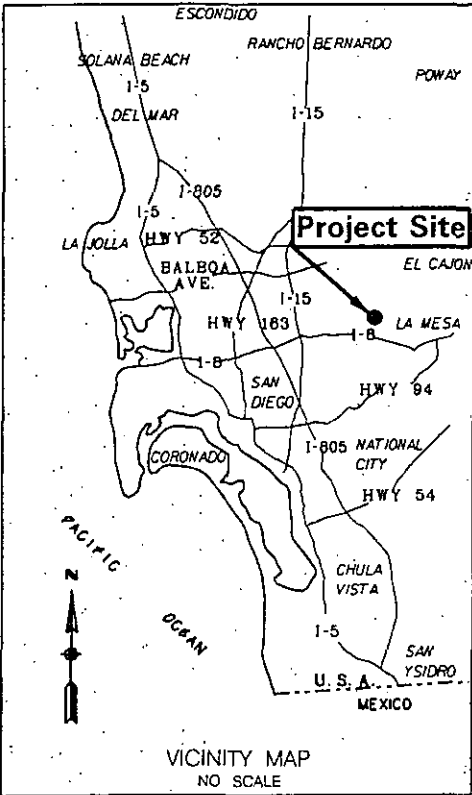 ESCONDIDO
RANCHO BERNARDO
SOLANA BEACH
POWAY
I-5
DEL MAR
I-15
I-805
I-5
Project Site
LA JOLLA
HWY 52
EL CAJON
BALBOA
AVE.
I-15
HWY 163
LA MESA
I-8
I-8
SAN
DIEGO
HWY 94
CORONADO
I-805
NATIONAL
CITY
HWY 54
PACIFIC
OCEAN
N
CHULA
VISTA
I-5
SAN
YSIDRO
U.S.A.
MEXICO
VICINITY MAP
NO SCALE